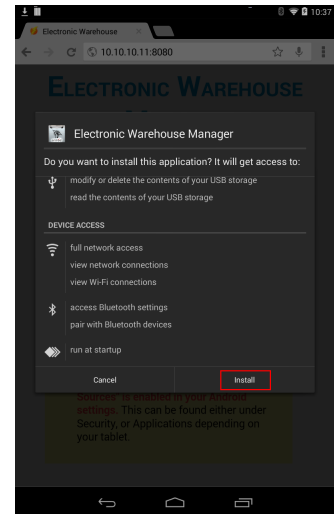 10:37
Electronic Warehouse
10.10.10.11:8080
ELECTRONIC WAREHOUSE
Electronic Warehouse Manager
Do you want to install this application? It will get access to:
modify or delete the contents of your USB storage
read the contents of your USB storage
DEVICE ACCESS
full network access
view network connections
view Wi-Fi connections
access Bluetooth settings
pair with Bluetooth devices
run at startup
Cancel
Install
Sources" is enabled in your Android
settings. This can be found either under
Security, or Applications depending on
your tablet.